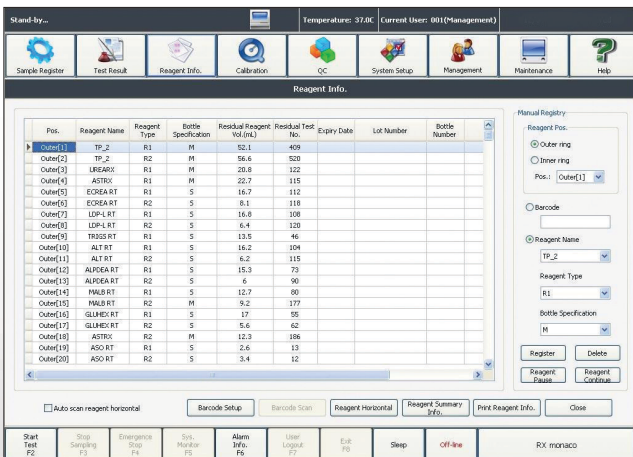 Stand-by... Temperature: 37.0C Current User: 001(Management)
Sample Register Test Result Reagent Info. Calibration QC System Setup Management Maintenance Help
Reagent Info.
Manual Registry
Reagent Pos.
Outer ring
Inner ring
Pos.: Outer[1]
Barcode
Reagent Name
TP_2
Reagent Type
R1
Bottle Specification
M
Register Delete
Reagent Pause Reagent Continue
Pos. Reagent Name Reagent Type Bottle Specification Residual Reagent Vol.(mL) Residual Test No. Expiry Date Lot Number Bottle Number
Outer[1] TP_2 R1 M 52.1 409
Outer[2] TP_2 R2 M 56.6 520
Outer[3] UREARX R1 M 20.8 122
Outer[4] ASTRX R1 M 22.7 115
Outer[5] ECREA RT R1 S 16.7 112
Outer[6] ECREA RT R2 S 8.1 118
Outer[7] LDP-L RT R1 S 16.8 108
Outer[8] LDP-L RT R2 S 6.4 120
Outer[9] TRIGS RT R1 S 13.5 46
Outer[10] ALT RT R1 S 16.2 104
Outer[11] ALT RT R2 S 6.2 115
Outer[12] ALPDEA RT R1 S 15.3 73
Outer[13] ALPDEA RT R2 S 6 90
Outer[14] MALB RT R1 M 12.7 80
Outer[15] MALB RT R2 M 9.2 177
Outer[16] GLUHEX RT R1 S 17 55
Outer[17] GLUHEX RT R2 S 5.6 62
Outer[18] ASTRX R2 M 12.3 186
Outer[19] ASO RT R1 S 2.6 13
Outer[20] ASO RT R2 S 3.4 12
Auto scan reagent horizontal Barcode Setup Barcode Scan Reagent Horizontal Reagent Summary Info. Print Reagent Info. Close
Start Test F2 Stop Sampling F3 Emergence Stop F4 Sys. Monitor F5 Alarm Info. F6 User Logout F7 Exit F8 Sleep Off-line RX monaco